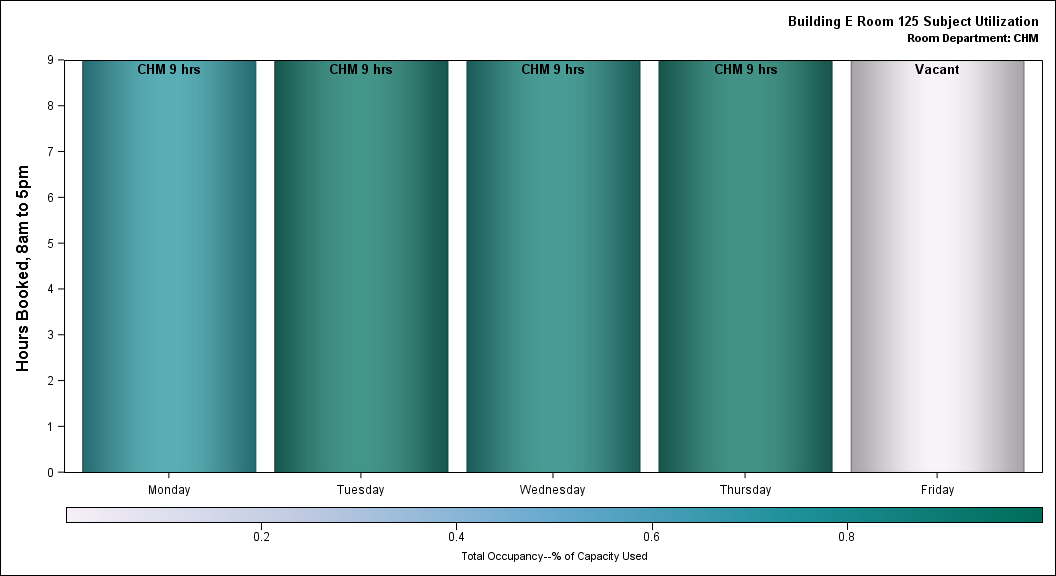 Building E Room 125 Subject Utilization
Room Department: CHM
Hours Booked, 8am to 5pm
9
8
7
6
5
4
3
2
1
0
CHM 9 hrs CHM 9 hrs CHM 9 hrs CHM 9 hrs Vacant
Monday Tuesday Wednesday Thursday Friday
0.2 0.4 0.6 0.8
Total Occupancy--% of Capacity Used